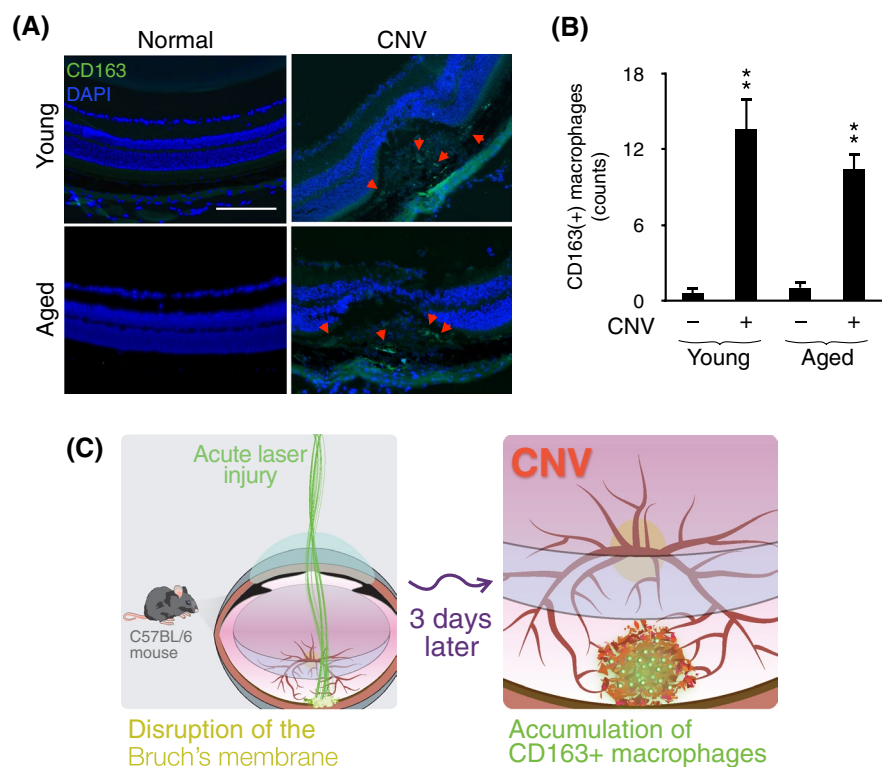 (A)
Normal
CNV
CD163
DAPI
Young
Aged
(B)
CD163(+) macrophages
(counts)
18
12
6
0
**
**
CNV
− + − +
Young
Aged
(C)
Acute laser
injury
C57BL/6
mouse
Disruption of the
Bruch's membrane
3 days
later
CNV
Accumulation of
CD163+ macrophages